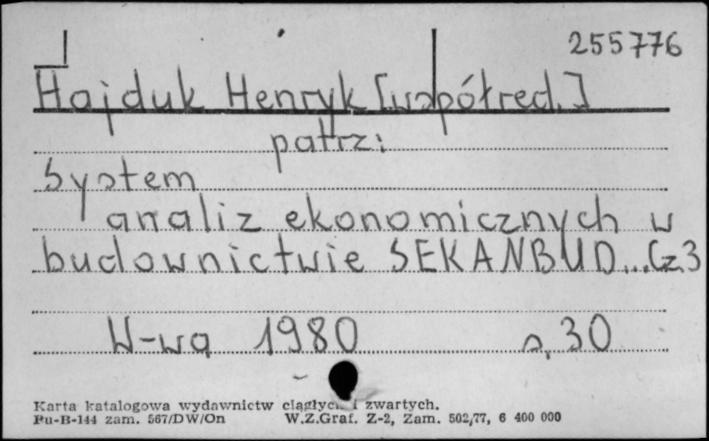 255776
Hajduk Henryk [współred.]
patrz:
System
analiz ekonomicznych w
budownictwie SEKANBUD...Cz.3
W-wa 1980 s. 30
Karta katalogowa wydawnictw ciągłych i zwartych.
Pu-B-144 zam. 567/DW/On W.Z.Graf. Z-2, Zam. 502/77, 6 400 000